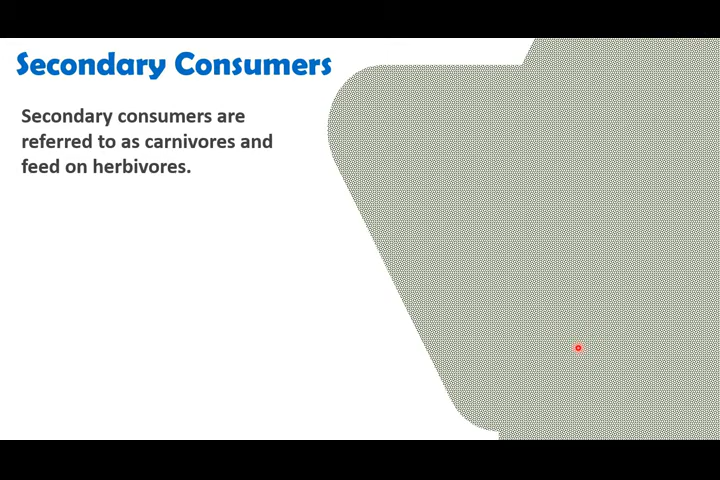 Secondary Consumers
Secondary consumers are
referred to as carnivores and
feed on herbivores.